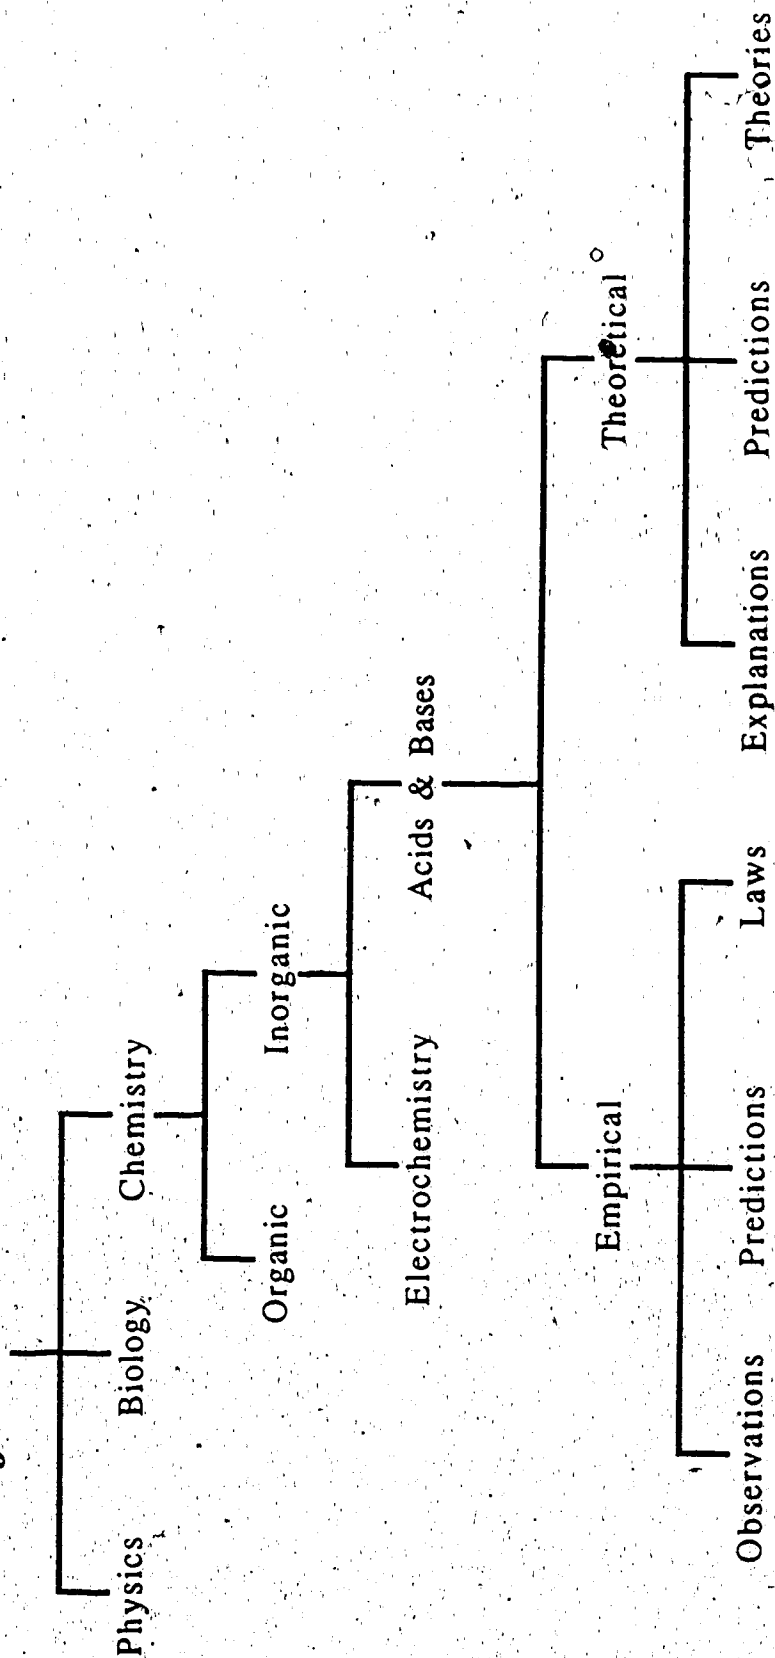 Physics Biology Chemistry
Organic Inorganic
Electrochemistry Acids & Bases
Empirical Theoretical
Observations Predictions Laws Explanations Predictions Theories